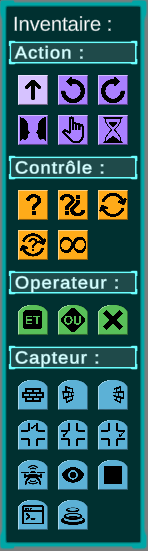 Inventaire :
Action :
?
Contrôle :
? ?¿
?
Operateur :
ET OU
Capteur :